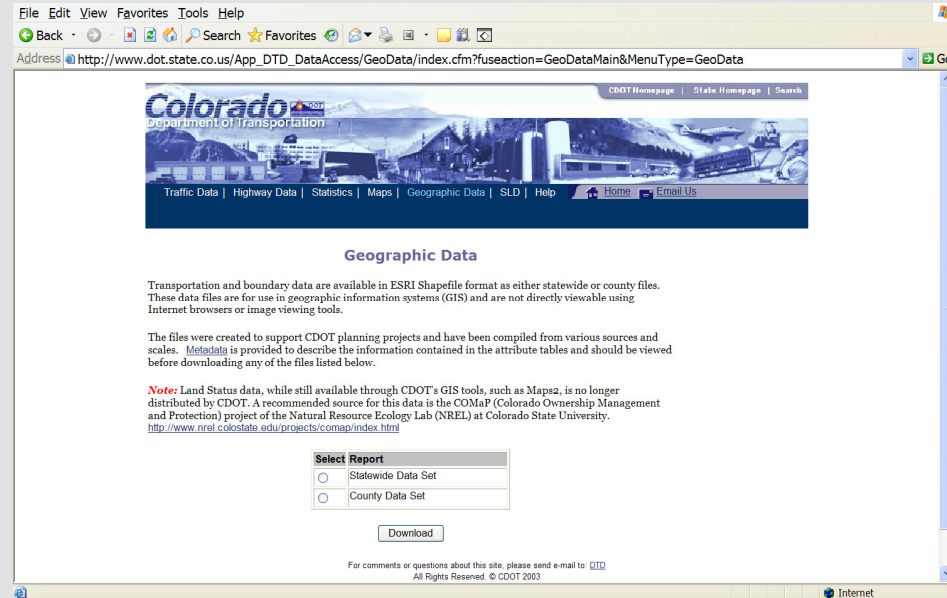 File Edit View Favorites Tools Help
Back Search Favorites
Address http://www.dot.state.co.us/App_DTD_DataAccess/GeoData/index.cfm?fuseaction=GeoDataMain&MenuType=GeoData Go
CDOT Homepage | State Homepage | Search
Colorado DOT
Department of Transportation
Traffic Data | Highway Data | Statistics | Maps | Geographic Data | SLD | Help Home Email Us
Geographic Data
Transportation and boundary data are available in ESRI Shapefile format as either statewide or county files.
These data files are for use in geographic information systems (GIS) and are not directly viewable using
Internet browsers or image viewing tools.
The files were created to support CDOT planning projects and have been compiled from various sources and
scales. Metadata is provided to describe the information contained in the attribute tables and should be viewed
before downloading any of the files listed below.
Note: Land Status data, while still available through CDOT's GIS tools, such as Maps2, is no longer
distributed by CDOT. A recommended source for this data is the COMaP (Colorado Ownership Management
and Protection) project of the Natural Resource Ecology Lab (NREL) at Colorado State University.
http://www.nrel.colostate.edu/projects/comap/index.html
Select Report
Statewide Data Set
County Data Set
Download
For comments or questions about this site, please send e-mail to: DTD
All Rights Reserved. © CDOT 2003
Internet